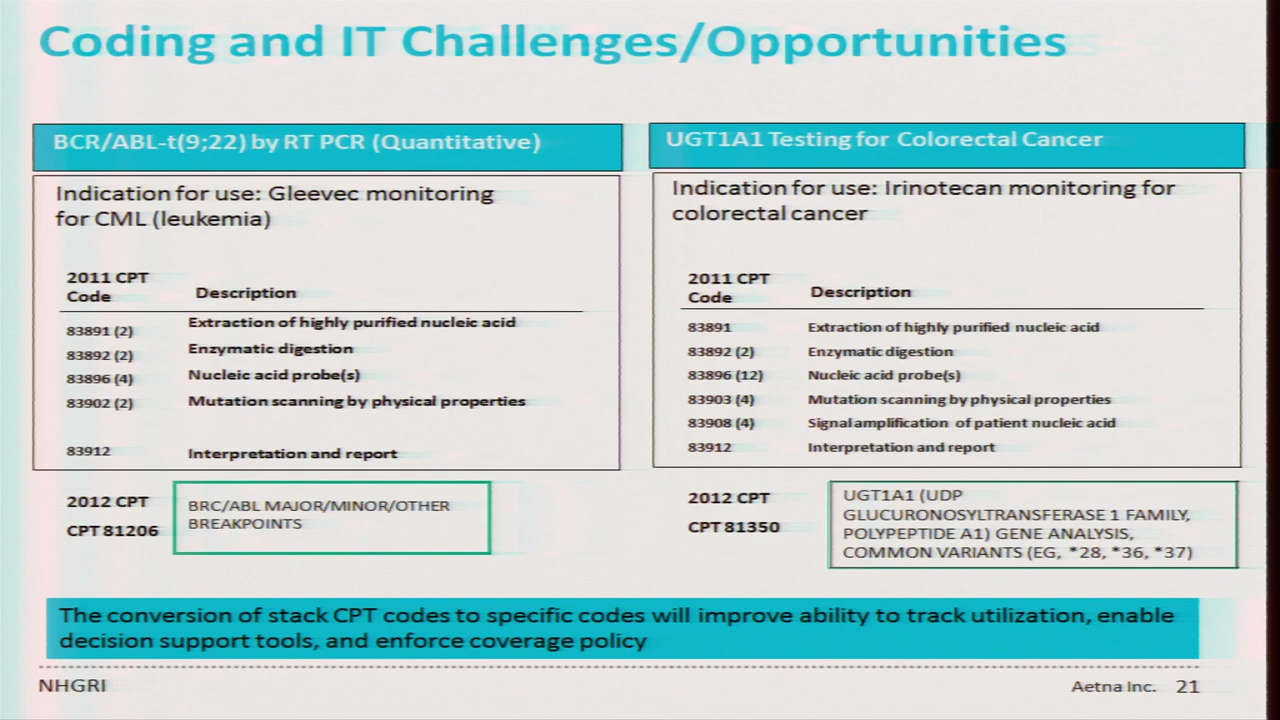 Coding and IT Challenges/Opportunities
BCR/ABL-t(9;22) by RT PCR (Quantitative)
Indication for use: Gleevec monitoring
for CML (leukemia)
2011 CPT
Code
Description
83891 (2) Extraction of highly purified nucleic acid
83892 (2) Enzymatic digestion
83896 (4) Nucleic acid probe(s)
83902 (2) Mutation scanning by physical properties
83912 Interpretation and report
2012 CPT
CPT 81206
BRC/ABL MAJOR/MINOR/OTHER
BREAKPOINTS
UGT1A1 Testing for Colorectal Cancer
Indication for use: Irinotecan monitoring for
colorectal cancer
2011 CPT
Code
Description
83891 Extraction of highly purified nucleic acid
83892 (2) Enzymatic digestion
83896 (12) Nucleic acid probe(s)
83903 (4) Mutation scanning by physical properties
83908 (4) Signal amplification of patient nucleic acid
83912 Interpretation and report
2012 CPT
CPT 81350
UGT1A1 (UDP
GLUCURONOSYLTRANSFERASE 1 FAMILY,
POLYPEPTIDE A1) GENE ANALYSIS,
COMMON VARIANTS (EG, *28, *36, *37)
The conversion of stack CPT codes to specific codes will improve ability to track utilization, enable
decision support tools, and enforce coverage policy
NHGRI
Aetna Inc. 21